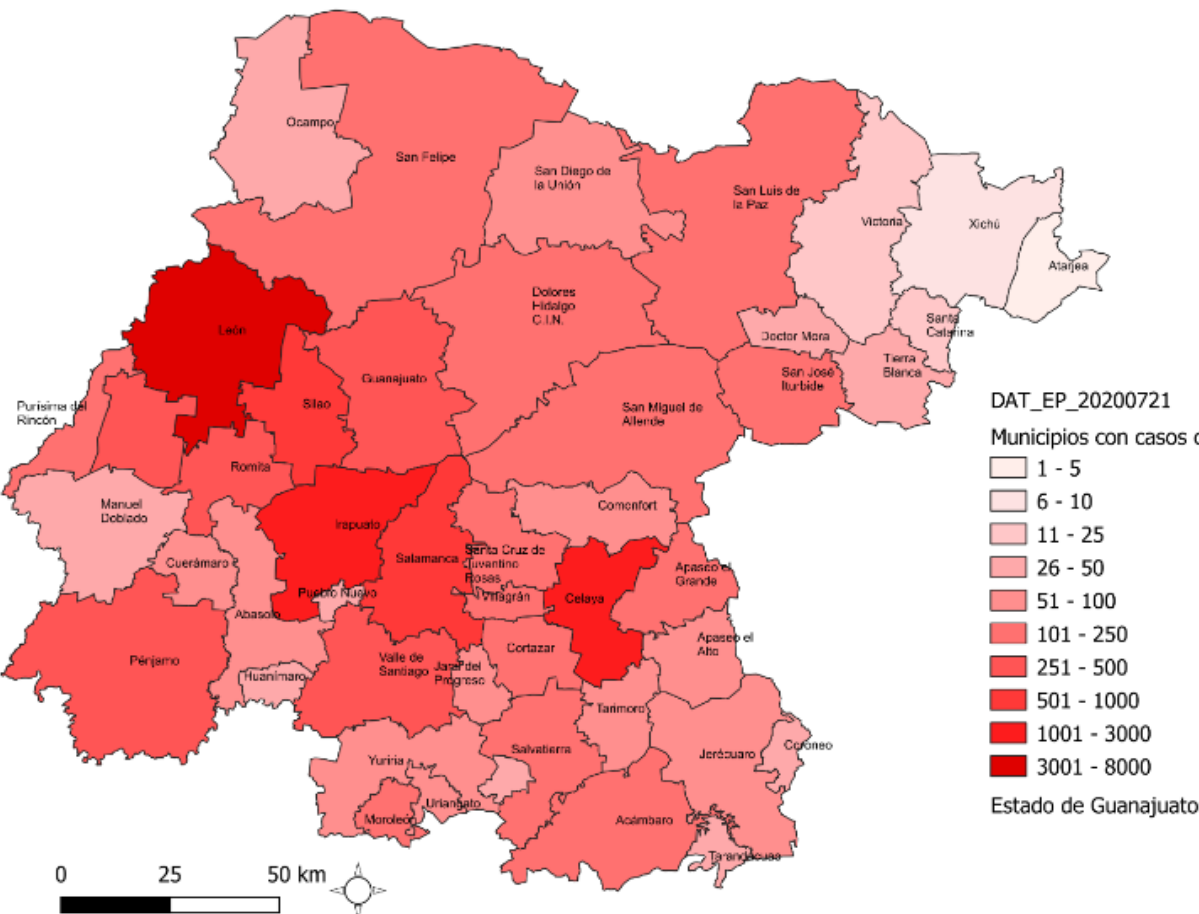 Ocampo
San Felipe
San Diego de
la Unión
San Luis de
la Paz
Victoria
Xichú
Atarjea
Dolores
Hidalgo
C.I.N.
León
Santa
Catarina
Doctor Mora
Tierra
Blanca
San José
Iturbide
Guanajuato
Silao
Purísima del
Rincón
San Miguel de
Allende
Romita
Manuel
Doblado
Irapuato
Comonfort
Cuerámaro
Salamanca
Santa Cruz de
Juventino
Rosas
Apaseo el
Grande
Pueblo Nuevo
Villagrán
Celaya
Abasolo
Apaseo el
Alto
Cortazar
Pénjamo
Valle de
Santiago
Jaral del
Progreso
Huanímaro
Tarimoro
Salvatierra
Coroneo
Jerécuaro
Yuriria
Uriangato
Moroleón
Acámbaro
Tarandacuao
DAT_EP_20200721
Municipios con casos
1 - 5
6 - 10
11 - 25
26 - 50
51 - 100
101 - 250
251 - 500
501 - 1000
1001 - 3000
3001 - 8000
Estado de Guanajuato
0 25 50 km